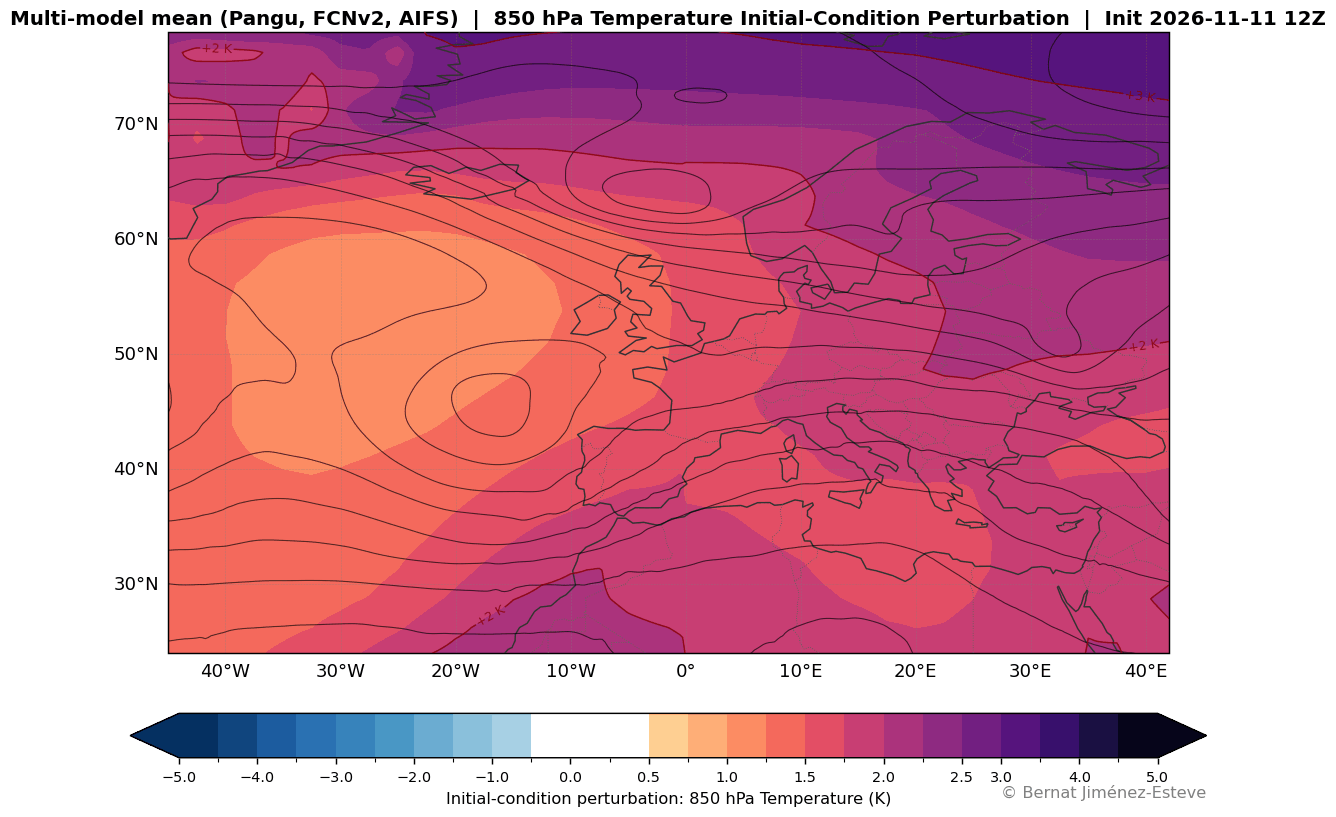 Multi-model mean (Pangu, FCNv2, AIFS)  |  850 hPa Temperature Initial-Condition Perturbation  |  Init 2026-11-11 12Z
+2 K
+3 K
70°N
60°N
+2 K
50°N
40°N
30°N
+2 K
40°W 30°W 20°W 10°W 0° 10°E 20°E 30°E 40°E
−5.0 −4.0 −3.0 −2.0 −1.0 0.0 0.5 1.0 1.5 2.0 2.5 3.0 4.0 5.0
Initial-condition perturbation: 850 hPa Temperature (K)
© Bernat Jiménez-Esteve